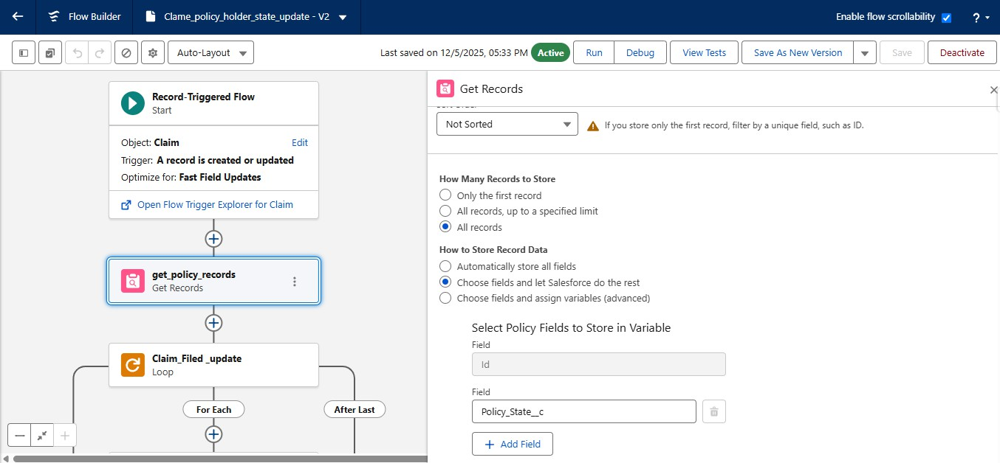 Flow Builder
Clame_policy_holder_state_update - V2
Enable flow scrollability
?
Auto-Layout
Last saved on 12/5/2025, 05:33 PM
Active
Run
Debug
View Tests
Save As New Version
Save
Deactivate
Record-Triggered Flow
Start
Object: Claim
Edit
Trigger: A record is created or updated
Optimize for: Fast Field Updates
Open Flow Trigger Explorer for Claim
get_policy_records
Get Records
Claim_Filed _update
Loop
For Each
After Last
Get Records
Sort Order
Not Sorted
If you store only the first record, filter by a unique field, such as ID.
How Many Records to Store
Only the first record
All records, up to a specified limit
All records
How to Store Record Data
Automatically store all fields
Choose fields and let Salesforce do the rest
Choose fields and assign variables (advanced)
Select Policy Fields to Store in Variable
Field
Id
Field
Policy_State__c
Add Field